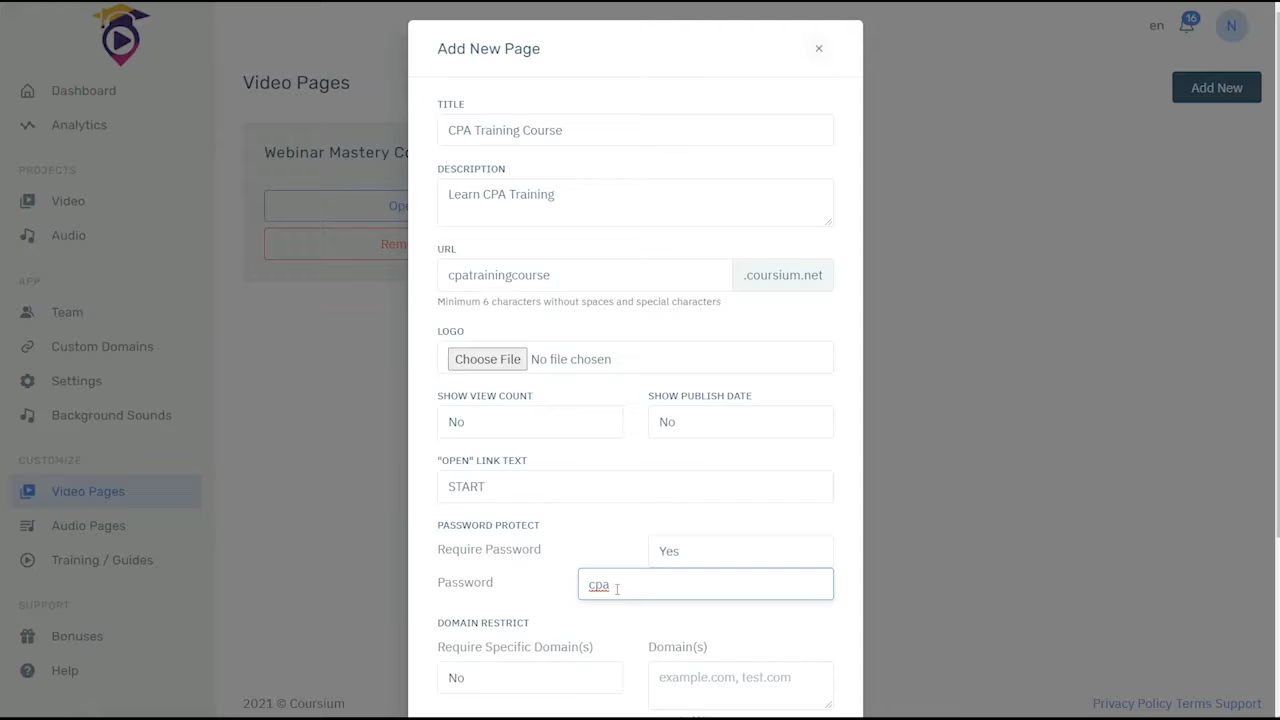 en
16
N
Dashboard
Analytics
PROJECTS
Video
Audio
APP
Team
Custom Domains
Settings
Background Sounds
CUSTOMIZE
Video Pages
Audio Pages
Training / Guides
SUPPORT
Bonuses
Help
Video Pages
Add New
Webinar Mastery Co
Ope
Rem
Add New Page
×
TITLE
CPA Training Course
DESCRIPTION
Learn CPA Training
URL
cpatrainingcourse .coursium.net
Minimum 6 characters without spaces and special characters
LOGO
Choose File No file chosen
SHOW VIEW COUNT SHOW PUBLISH DATE
No No
"OPEN" LINK TEXT
START
PASSWORD PROTECT
Require Password Yes
Password cpa
DOMAIN RESTRICT
Require Specific Domain(s) Domain(s)
No example.com, test.com
2021 © Coursium
Privacy Policy Terms Support